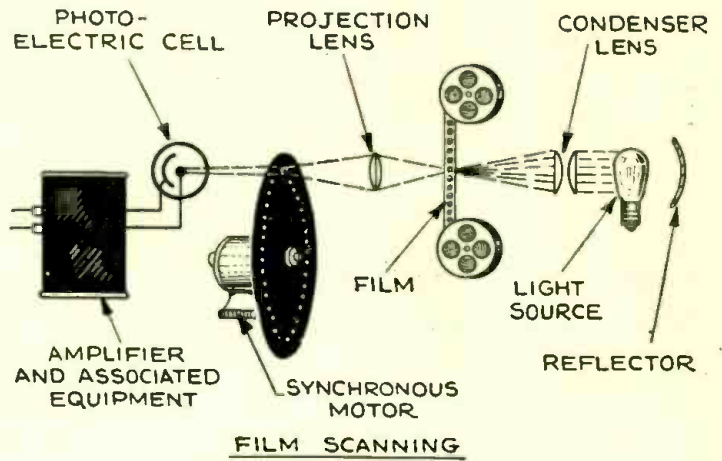 PHOTO-
ELECTRIC CELL
PROJECTION
LENS
CONDENSER
LENS
FILM
LIGHT
SOURCE
REFLECTOR
AMPLIFIER
AND ASSOCIATED
EQUIPMENT
SYNCHRONOUS
MOTOR
FILM SCANNING